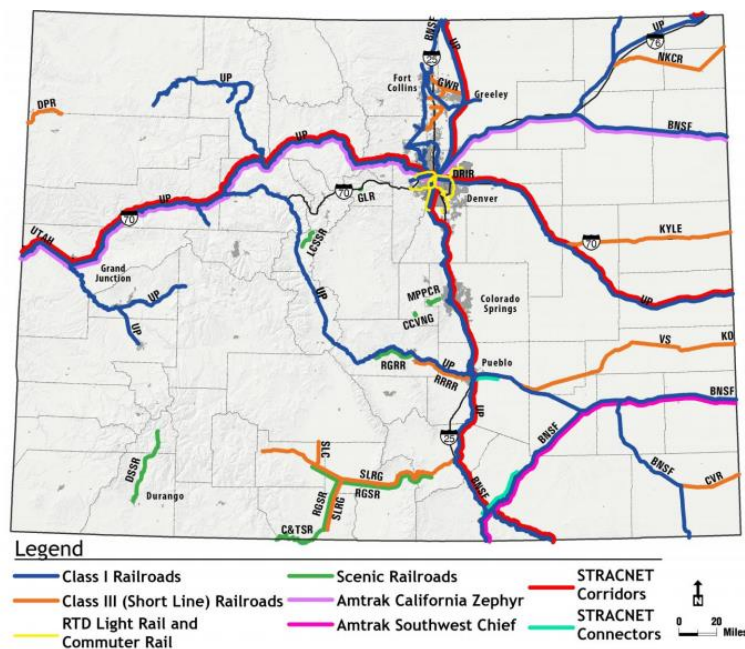 BNSF
UP
25
UP
76
NKCR
Fort
Collins
GWR
Greeley
DPR
UP
UP
BNSF
DRIR
Denver
70
GLR
UP
70
UTAH
Grand
Junction
LCSSR
KYLE
70
UP
UP
UP
UP
MPPCR
CCVNG
Colorado
Springs
RGRR
UP
RRRR
Pueblo
VS
KO
UP
25
BNSF
BNSF
BNSF
CVR
DSSR
Durango
SLC
SLRG
RGSR
RGSR
SLRG
C&TSR
BNSF
Legend
Class I Railroads
Class III (Short Line) Railroads
RTD Light Rail and
Commuter Rail
Scenic Railroads
Amtrak California Zephyr
Amtrak Southwest Chief
STRACNET
Corridors
STRACNET
Connectors
N
0 20
Miles